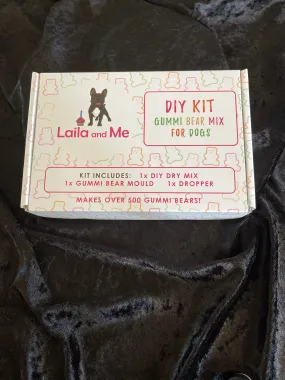 DIY KIT
GUMMI BEAR MIX
FOR DOGS
Laila and Me
KIT INCLUDES: 1x DIY DRY MIX
1x GUMMI BEAR MOULD 1x DROPPER
MAKES OVER 500 GUMMI BEARS!